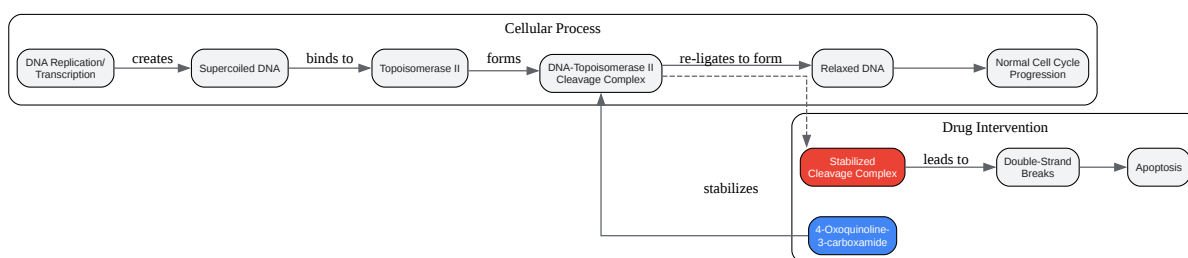 Cellular Process
DNA Replication/
Transcription
creates
Supercoiled DNA
binds to
Topoisomerase II
forms
DNA-Topoisomerase II
Cleavage Complex
re-ligates to form
Relaxed DNA
Normal Cell Cycle
Progression
Drug Intervention
Stabilized
Cleavage Complex
leads to
Double-Strand
Breaks
Apoptosis
stabilizes
4-Oxoquinoline-
3-carboxamide